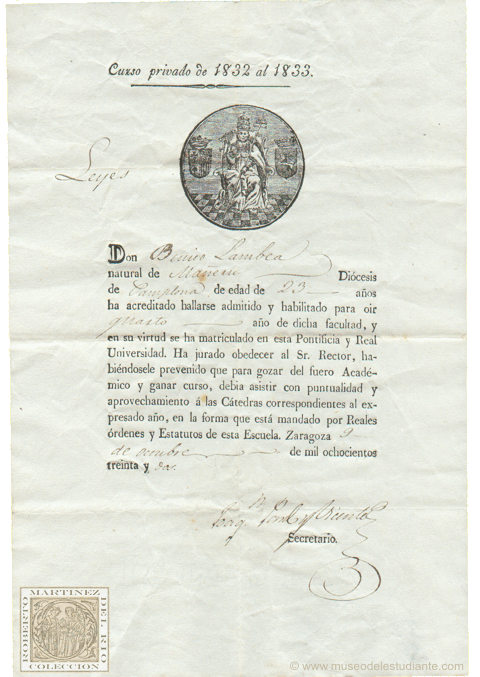 Curso privado de 1832 al 1833.
Leyes
Don Benito Lambea
natural de Mañeru Diócesis
de Pamplona de edad de 23 años
ha acreditado hallarse admitido y habilitado para oir
quarto año de dicha facultad, y
en su virtud se ha matriculado en esta Pontificia y Real
Universidad. Ha jurado obedecer al Sr. Rector, ha-
biéndosele prevenido que para gozar del fuero Acadé-
mico y ganar curso, debia asistir con puntualidad y
aprovechamiento á las Cátedras correspondientes al ex-
presado año, en la forma que está mandado por Reales
órdenes y Estatutos de esta Escuela. Zaragoza 9
de de mil ochocientos
treinta y dos.
Secretario.
ROBERTO MARTINEZ DEL RIO
COLECCION
© www.museodelestudiante.com